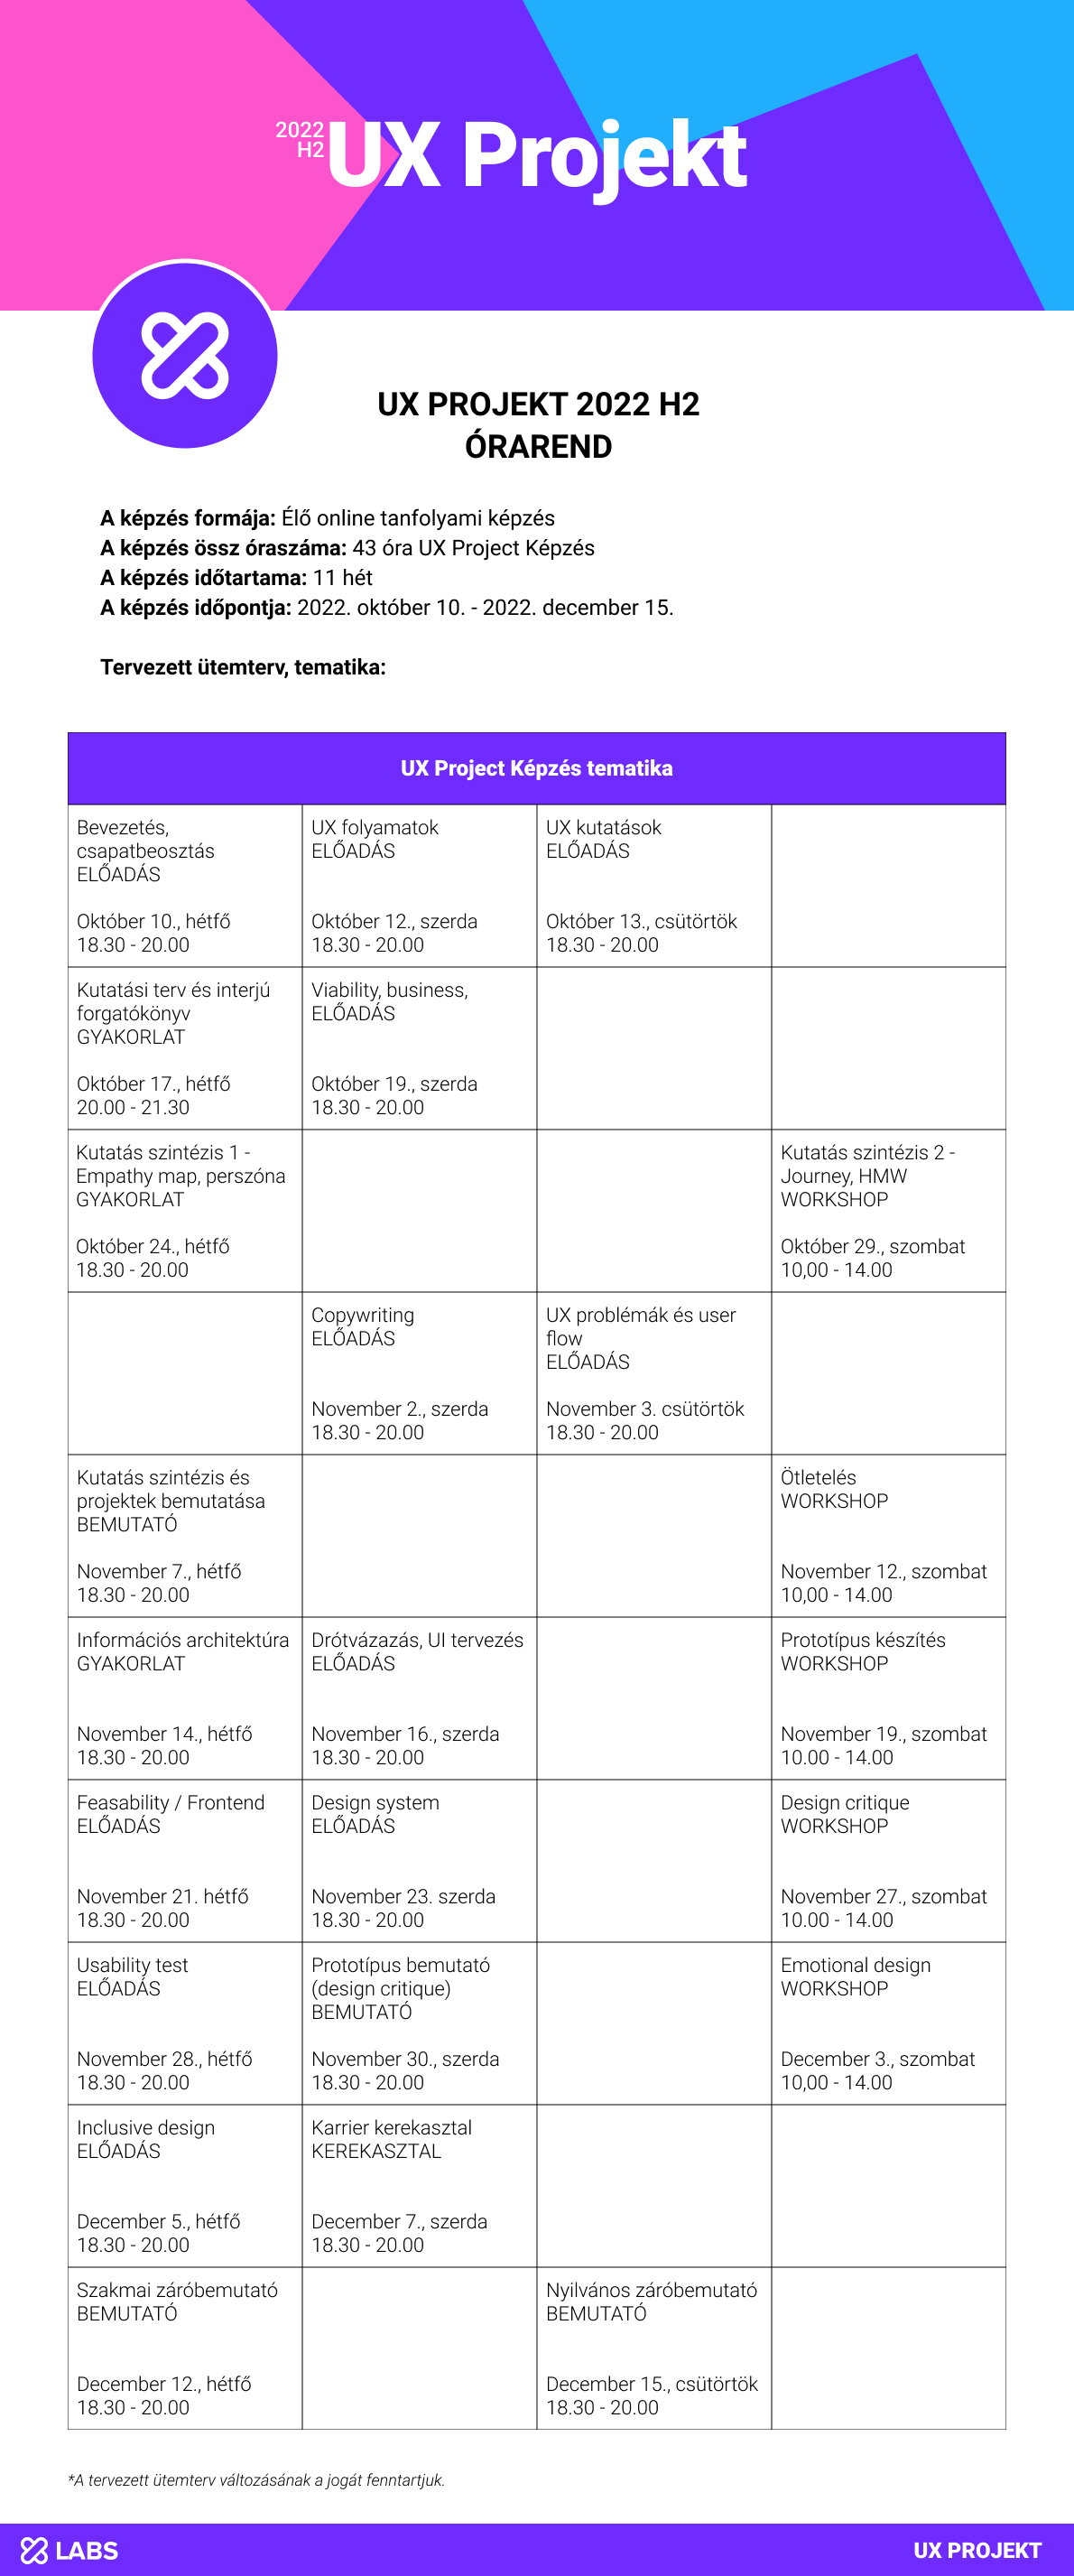 2022
H2
UX Projekt
UX PROJEKT 2022 H2
ÓRAREND
A képzés formája: Élő online tanfolyami képzés
A képzés össz óraszáma: 43 óra UX Project Képzés
A képzés időtartama: 11 hét
A képzés időpontja: 2022. október 10. - 2022. december 15.
Tervezett ütemterv, tematika:
UX Project Képzés tematika
Bevezetés,
csapatbeosztás
ELŐADÁS
Október 10., hétfő
18.30 - 20.00
UX folyamatok
ELŐADÁS
Október 12., szerda
18.30 - 20.00
UX kutatások
ELŐADÁS
Október 13., csütörtök
18.30 - 20.00
Kutatási terv és interjú
forgatókönyv
GYAKORLAT
Október 17., hétfő
20.00 - 21.30
Viability, business,
ELŐADÁS
Október 19., szerda
18.30 - 20.00
Kutatás szintézis 1 -
Empathy map, perszóna
GYAKORLAT
Október 24., hétfő
18.30 - 20.00
Kutatás szintézis 2 -
Journey, HMW
WORKSHOP
Október 29., szombat
10,00 - 14.00
Copywriting
ELŐADÁS
November 2., szerda
18.30 - 20.00
UX problémák és user
flow
ELŐADÁS
November 3. csütörtök
18.30 - 20.00
Kutatás szintézis és
projektek bemutatása
BEMUTATÓ
November 7., hétfő
18.30 - 20.00
Ötletelés
WORKSHOP
November 12., szombat
10,00 - 14.00
Információs architektúra
GYAKORLAT
November 14., hétfő
18.30 - 20.00
Drótvázazás, UI tervezés
ELŐADÁS
November 16., szerda
18.30 - 20.00
Prototípus készítés
WORKSHOP
November 19., szombat
10.00 - 14.00
Feasability / Frontend
ELŐADÁS
November 21. hétfő
18.30 - 20.00
Design system
ELŐADÁS
November 23. szerda
18.30 - 20.00
Design critique
WORKSHOP
November 27., szombat
10.00 - 14.00
Usability test
ELŐADÁS
November 28., hétfő
18.30 - 20.00
Prototípus bemutató
(design critique)
BEMUTATÓ
November 30., szerda
18.30 - 20.00
Emotional design
WORKSHOP
December 3., szombat
10,00 - 14.00
Inclusive design
ELŐADÁS
December 5., hétfő
18.30 - 20.00
Karrier kerekasztal
KEREKASZTAL
December 7., szerda
18.30 - 20.00
Szakmai záróbemutató
BEMUTATÓ
December 12., hétfő
18.30 - 20.00
Nyilvános záróbemutató
BEMUTATÓ
December 15., csütörtök
18.30 - 20.00
*A tervezett ütemterv változásának a jogát fenntartjuk.
LABS
UX PROJEKT